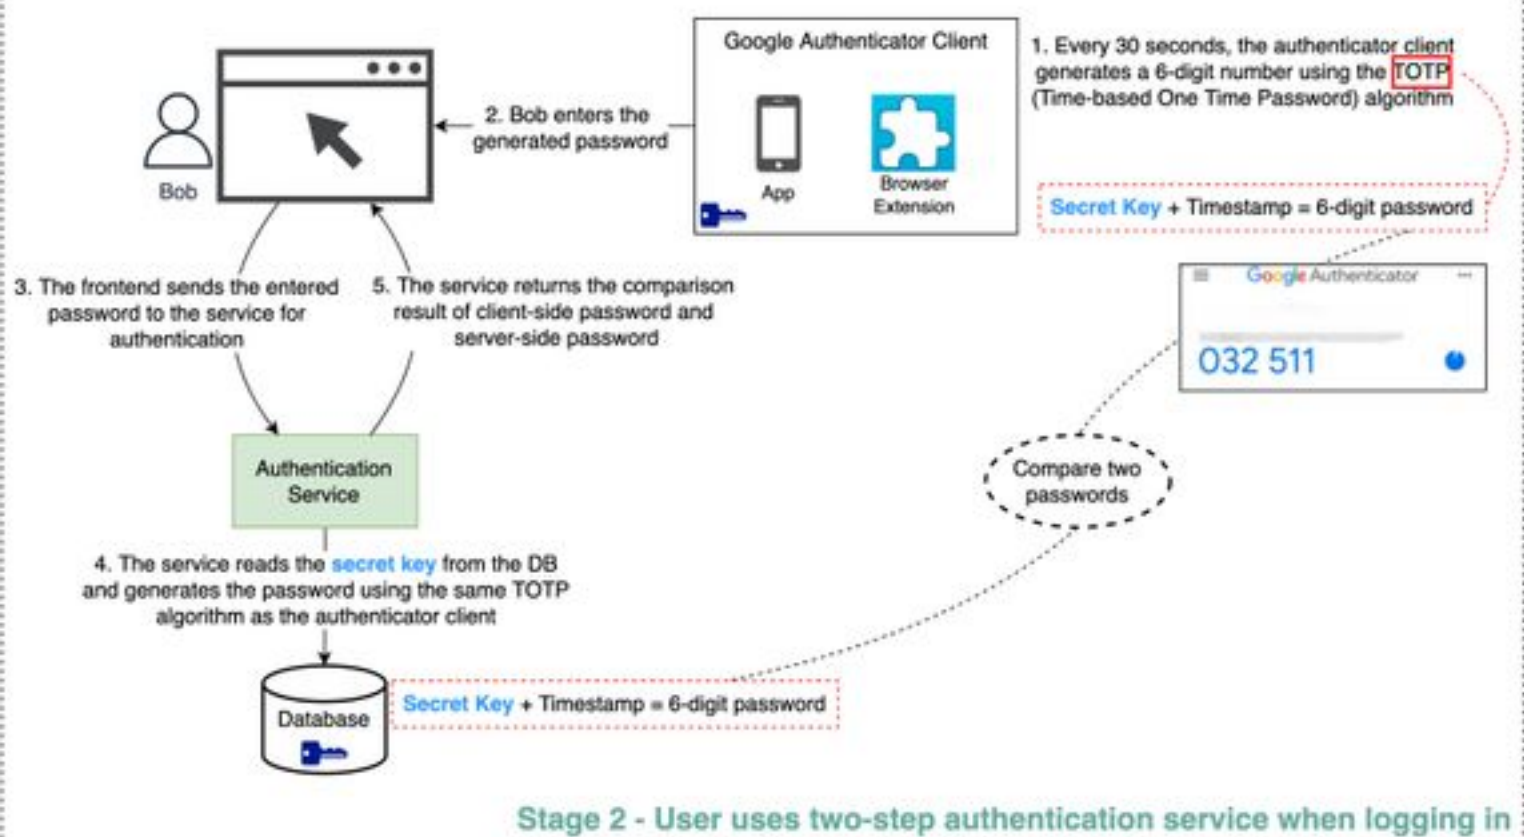 Google Authenticator Client
App
Browser
Extension
1. Every 30 seconds, the authenticator client
generates a 6-digit number using the TOTP
(Time-based One Time Password) algorithm
2. Bob enters the
generated password
Bob
Secret Key + Timestamp = 6-digit password
Google Authenticator
032 511
3. The frontend sends the entered
password to the service for
authentication
5. The service returns the comparison
result of client-side password and
server-side password
Authentication
Service
Compare two
passwords
4. The service reads the secret key from the DB
and generates the password using the same TOTP
algorithm as the authenticator client
Secret Key + Timestamp = 6-digit password
Database
Stage 2 - User uses two-step authentication service when logging in